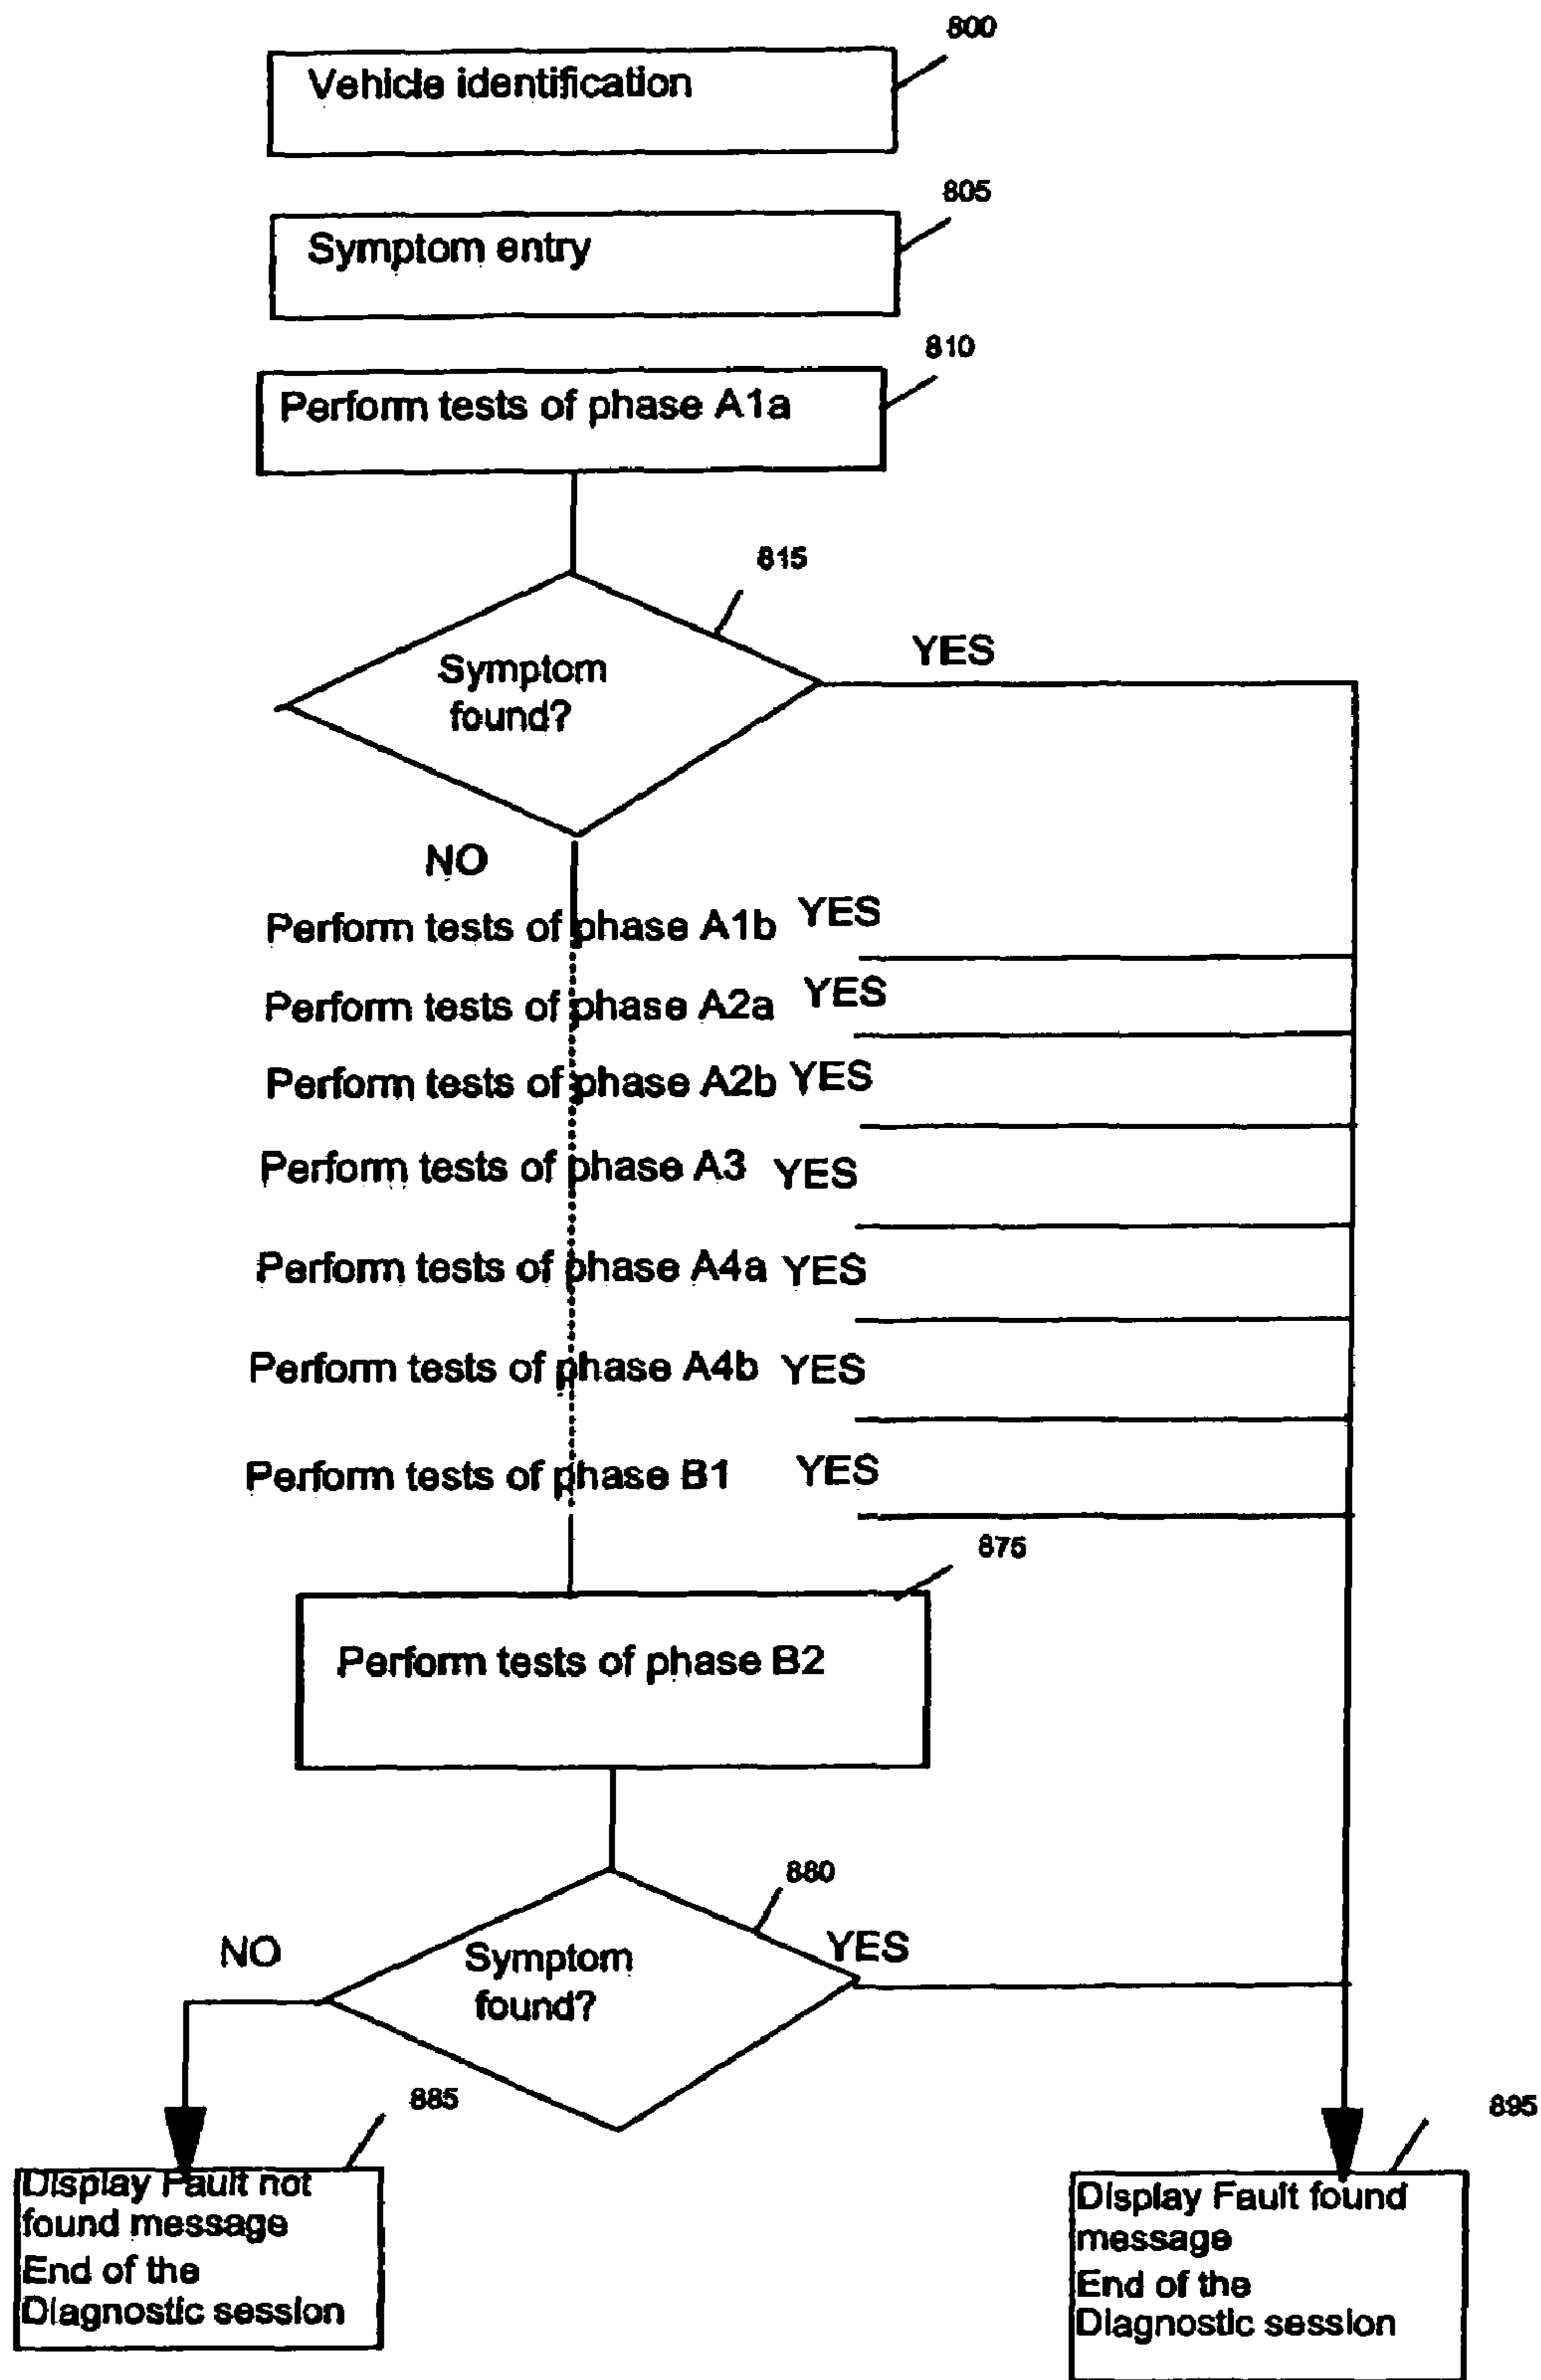 800
Vehicle identification
805
Symptom entry
810
Perform tests of phase A1a
815
YES
Symptom
found?
NO
Perform tests of phase A1b YES
Perform tests of phase A2a YES
Perform tests of phase A2b YES
Perform tests of phase A3 YES
Perform tests of phase A4a YES
Perform tests of phase A4b YES
Perform tests of phase B1 YES
875
Perform tests of phase B2
880
NO
YES
Symptom
found?
885
895
Display Fault not
found message
End of the
Diagnostic session
Display Fault found
message
End of the
Diagnostic session